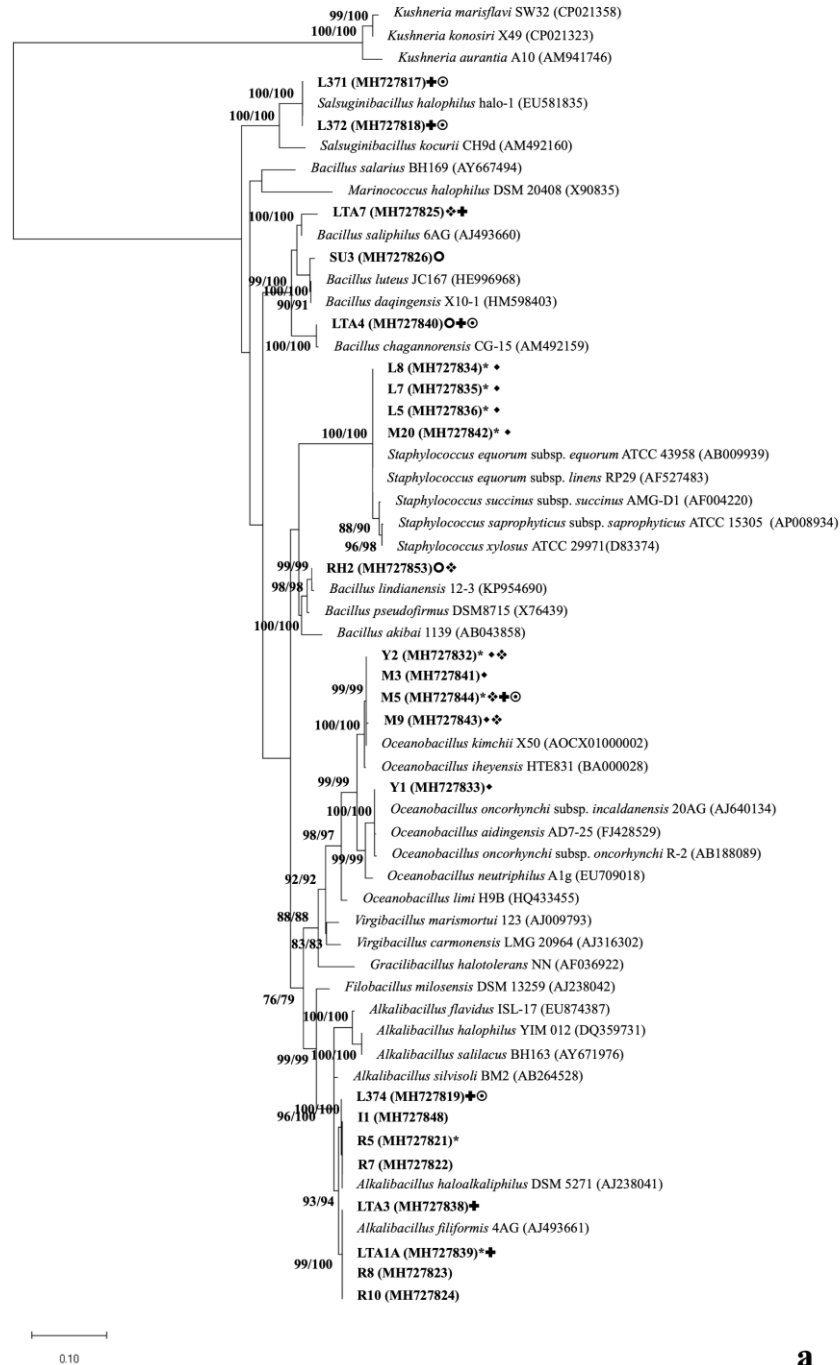 Kushneria marisflavi SW32 (CP021358)
99/100
Kushneria konosiri X49 (CP021323)
100/100
Kushneria aurantia A10 (AM941746)
L371 (MH727817)✚⊙
100/100
Salsuginibacillus halophilus halo-1 (EU581835)
100/100
L372 (MH727818)✚⊙
Salsuginibacillus kocurii CH9d (AM492160)
Bacillus salarius BH169 (AY667494)
Marinococcus halophilus DSM 20408 (X90835)
100/100
LTA7 (MH727825)❖✚
Bacillus saliphilus 6AG (AJ493660)
SU3 (MH727826)O
99/100
Bacillus luteus JC167 (HE996968)
100/100
90/91
Bacillus daqingensis X10-1 (HM598403)
LTA4 (MH727840)O✚⊙
100/100
Bacillus chagannorensis CG-15 (AM492159)
L8 (MH727834)* ⬥
L7 (MH727835)* ⬥
L5 (MH727836)* ⬥
100/100
M20 (MH727842)* ⬥
Staphylococcus equorum subsp. equorum ATCC 43958 (AB009939)
Staphylococcus equorum subsp. linens RP29 (AF527483)
Staphylococcus succinus subsp. succinus AMG-D1 (AF004220)
88/90
Staphylococcus saprophyticus subsp. saprophyticus ATCC 15305 (AP008934)
96/98
Staphylococcus xylosus ATCC 29971(D83374)
99/99
RH2 (MH727853)O❖
98/98
Bacillus lindianensis 12-3 (KP954690)
Bacillus pseudofirmus DSM8715 (X76439)
100/100
Bacillus akibai 1139 (AB043858)
Y2 (MH727832)* ⬥❖
M3 (MH727841)⬥
99/99
M5 (MH727844)*❖✚⊙
100/100
M9 (MH727843)⬥❖
Oceanobacillus kimchii X50 (AOCX01000002)
Oceanobacillus iheyensis HTE831 (BA000028)
99/99
Y1 (MH727833)⬥
100/100
Oceanobacillus oncorhynchi subsp. incaldanensis 20AG (AJ640134)
98/97
Oceanobacillus aidingensis AD7-25 (FJ428529)
99/99
Oceanobacillus oncorhynchi subsp. oncorhynchi R-2 (AB188089)
92/92
Oceanobacillus neutriphilus A1g (EU709018)
Oceanobacillus limi H9B (HQ433455)
88/88
Virgibacillus marismortui 123 (AJ009793)
83/83
Virgibacillus carmonensis LMG 20964 (AJ316302)
Gracilibacillus halotolerans NN (AF036922)
76/79
Filobacillus milosensis DSM 13259 (AJ238042)
100/100
Alkalibacillus flavidus ISL-17 (EU874387)
Alkalibacillus halophilus YIM 012 (DQ359731)
99/99
100/100
Alkalibacillus salilacus BH163 (AY671976)
Alkalibacillus silvisoli BM2 (AB264528)
L374 (MH727819)✚⊙
96/100
100/100
I1 (MH727848)
R5 (MH727821)*
R7 (MH727822)
Alkalibacillus haloalkaliphilus DSM 5271 (AJ238041)
93/94
LTA3 (MH727838)✚
Alkalibacillus filiformis 4AG (AJ493661)
LTA1A (MH727839)*✚
99/100
R8 (MH727823)
R10 (MH727824)
0.10
a